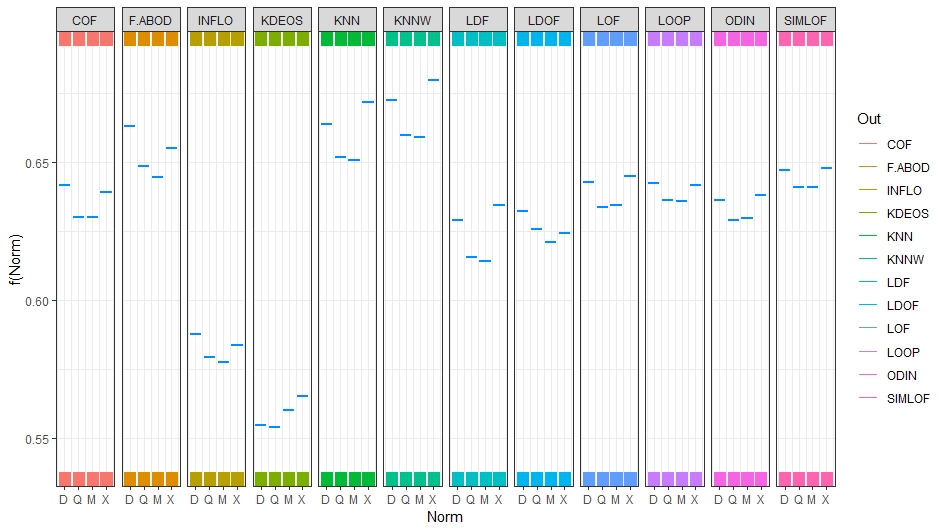 COF F.ABOD INFLO KDEOS KNN KNNW LDF LDOF LOF LOOP ODIN SIMLOF
0.65
0.60
0.55
f(Norm)
D Q M X D Q M X D Q M X D Q M X D Q M X D Q M X D Q M X D Q M X D Q M X D Q M X D Q M X D Q M X
Norm
Out
COF
F.ABOD
INFLO
KDEOS
KNN
KNNW
LDF
LDOF
LOF
LOOP
ODIN
SIMLOF